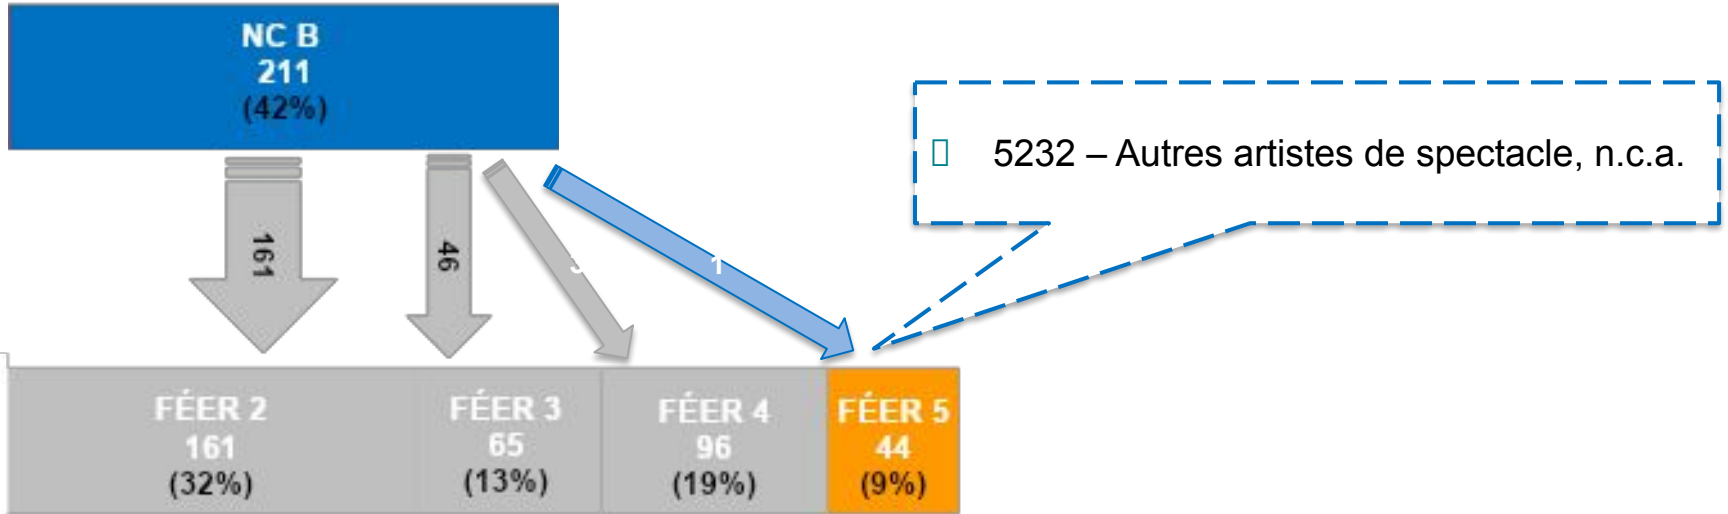 NC B
211
(42%)
5232 – Autres artistes de spectacle, n.c.a.
161
46
3
1
FÉER 2
161
(32%)
FÉER 3
65
(13%)
FÉER 4
96
(19%)
FÉER 5
44
(9%)